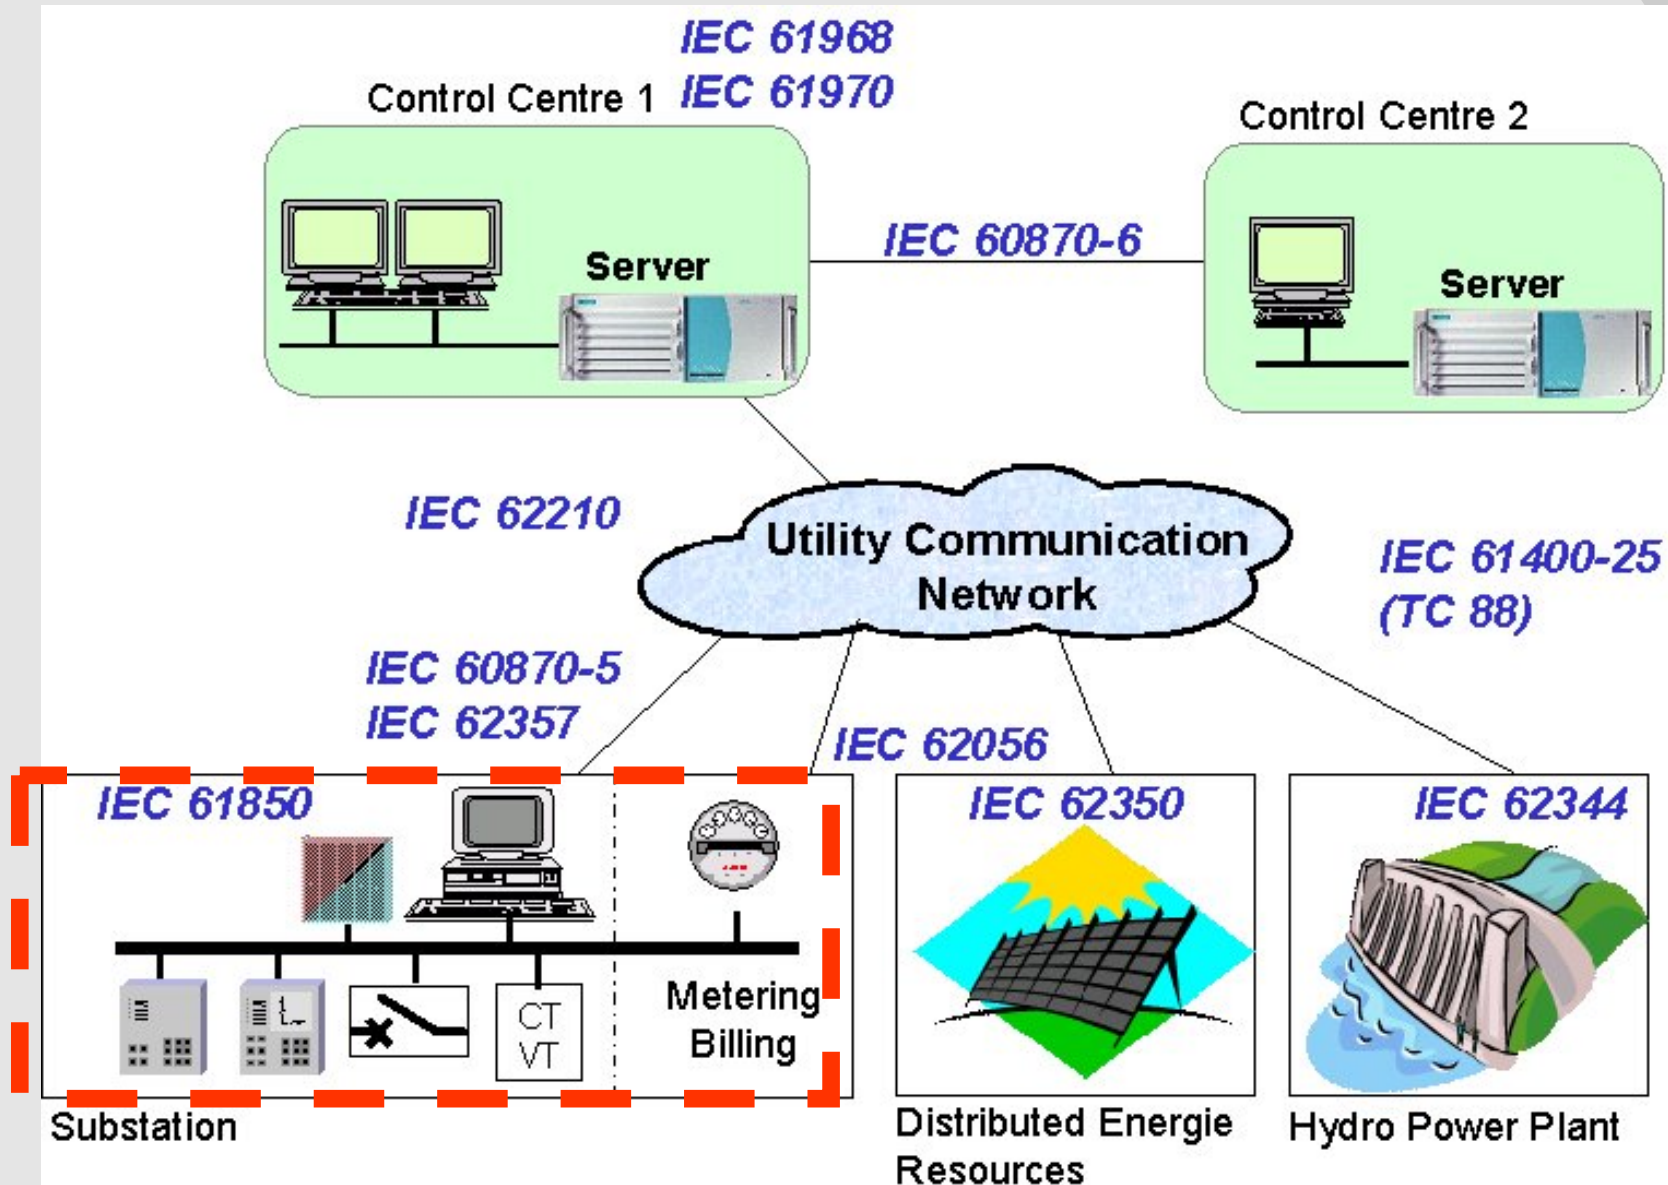 IEC 61968
Control Centre 1 IEC 61970
Control Centre 2
IEC 60870-6
Server
Server
IEC 62210
Utility Communication
Network
IEC 61400-25
(TC 88)
IEC 60870-5
IEC 62357
IEC 62056
IEC 61850
IEC 62350
IEC 62344
Metering
Billing
CT
VT
Substation
Distributed Energie
Resources
Hydro Power Plant